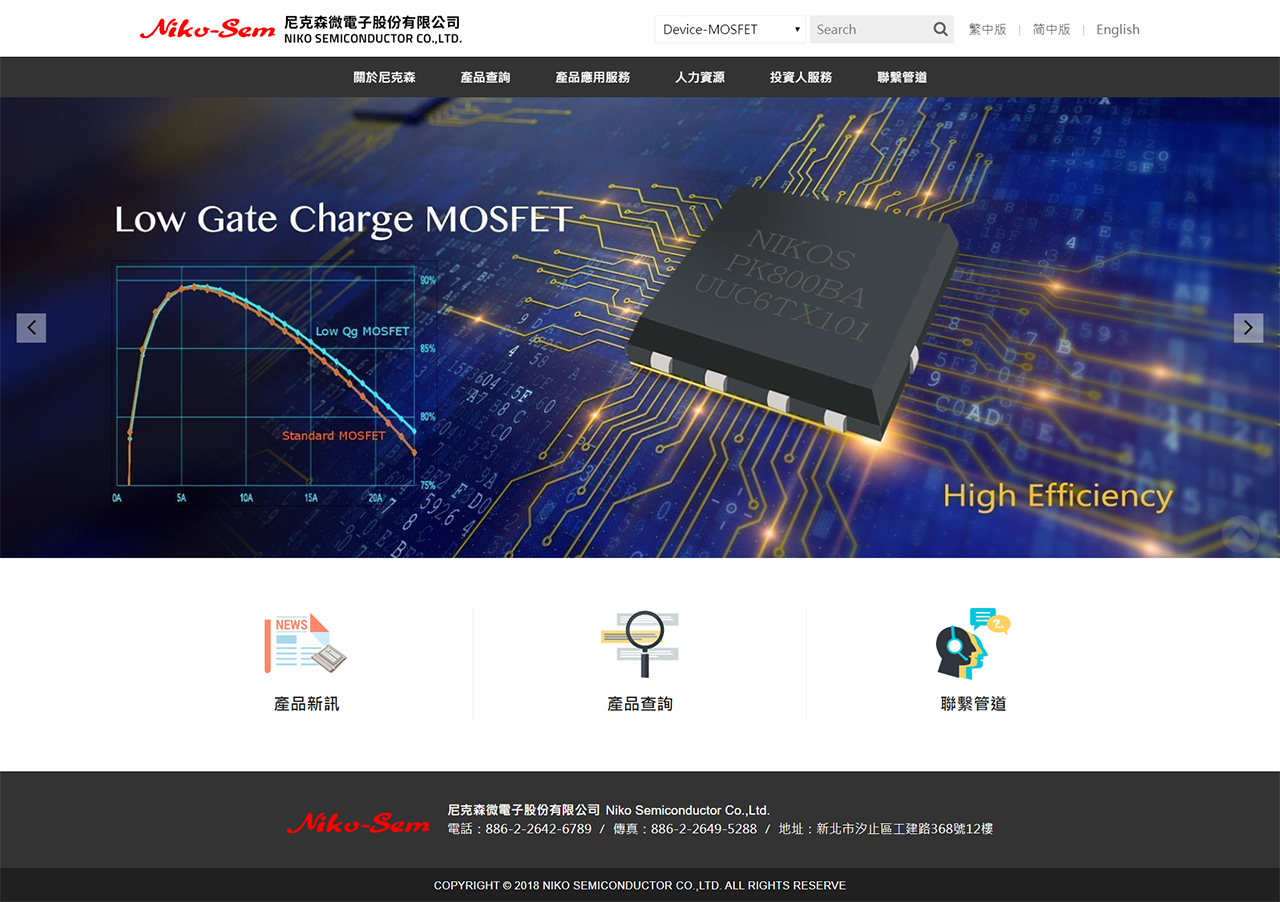 Niko-Sem
尼克森微電子股份有限公司
NIKO SEMICONDUCTOR CO.,LTD.
Device-MOSFET
Search
繁中版 | 简中版 | English
關於尼克森 產品查詢 產品應用服務 人力資源 投資人服務 聯繫管道
Low Gate Charge MOSFET
90%
Low Qg MOSFET
85%
80%
Standard MOSFET
75%
0A 5A 10A 15A 20A
NIKOS
PK800BA
UUC6TX101
High Efficiency
NEWS
產品新訊
產品查詢
?..
聯繫管道
Niko-Sem
尼克森微電子股份有限公司 Niko Semiconductor Co.,Ltd.
電話：886-2-2642-6789 / 傳真：886-2-2649-5288 / 地址：新北市汐止區工建路368號12樓
COPYRIGHT © 2018 NIKO SEMICONDUCTOR CO.,LTD. ALL RIGHTS RESERVE